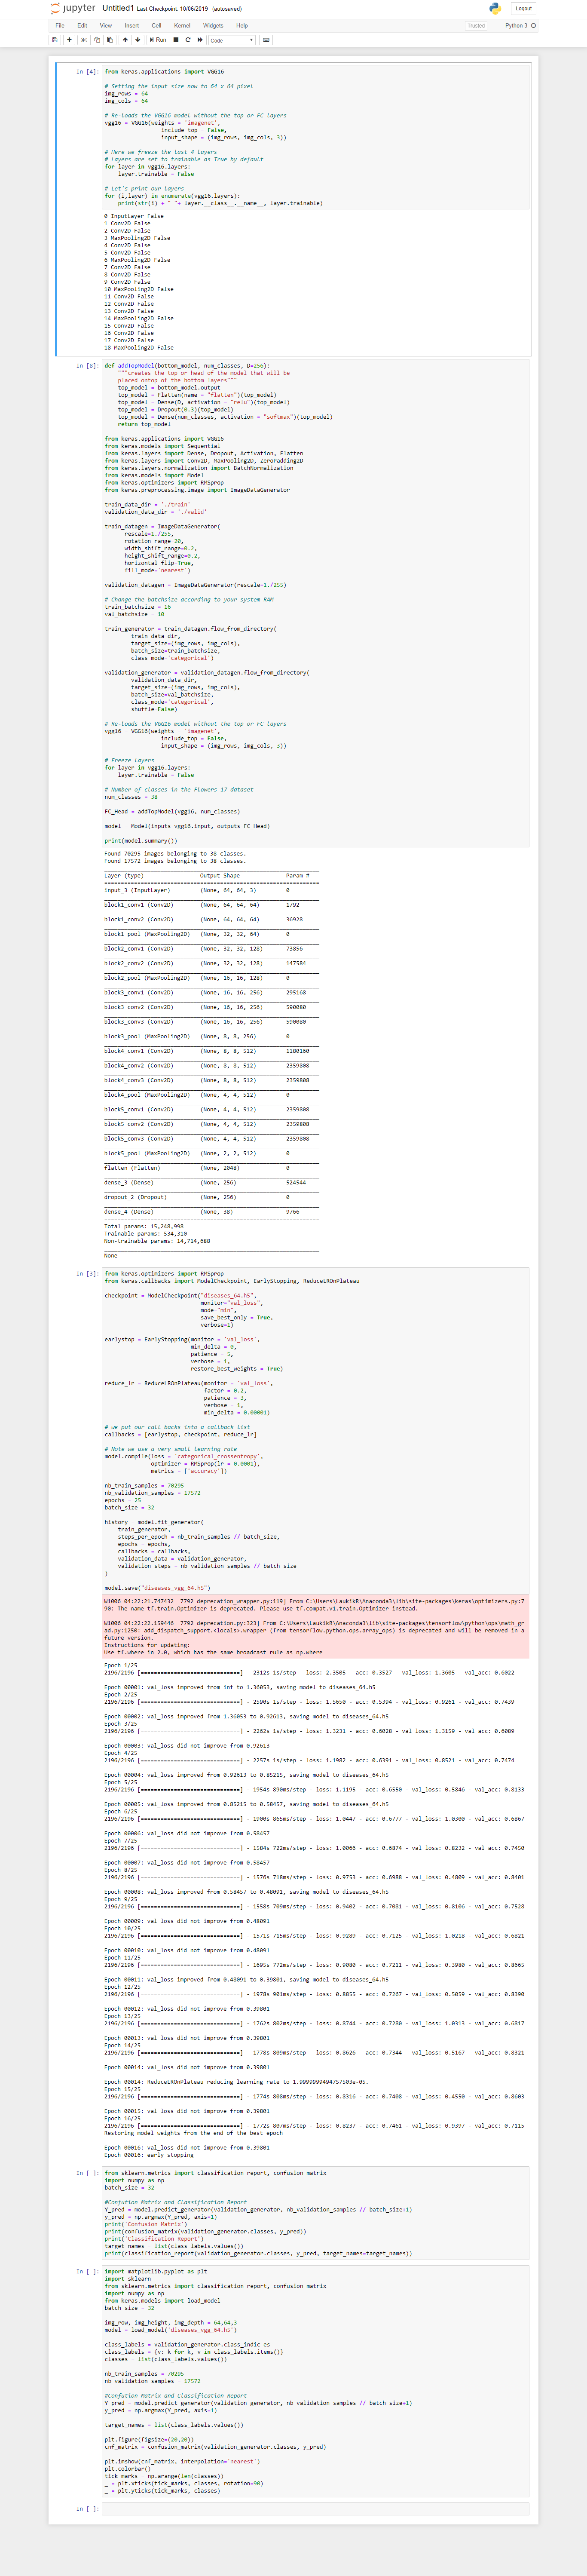 jupyter Untitled1 Last Checkpoint: 10/06/2019 (autosaved)
Logout
File Edit View Insert Cell Kernel Widgets Help
Trusted
Python 3
Run
Code
In [4]:
from keras.applications import VGG16
# Setting the input size now to 64 x 64 pixel
img_rows = 64
img_cols = 64
# Re-loads the VGG16 model without the top or FC layers
vgg16 = VGG16(weights = 'imagenet',
include_top = False,
input_shape = (img_rows, img_cols, 3))
# Here we freeze the last 4 layers
# Layers are set to trainable as True by default
for layer in vgg16.layers:
layer.trainable = False
# Let's print our layers
for (i,layer) in enumerate(vgg16.layers):
print(str(i) + " "+ layer.__class__.__name__, layer.trainable)
0 InputLayer False
1 Conv2D False
2 Conv2D False
3 MaxPooling2D False
4 Conv2D False
5 Conv2D False
6 MaxPooling2D False
7 Conv2D False
8 Conv2D False
9 Conv2D False
10 MaxPooling2D False
11 Conv2D False
12 Conv2D False
13 Conv2D False
14 MaxPooling2D False
15 Conv2D False
16 Conv2D False
17 Conv2D False
18 MaxPooling2D False
In [8]:
def addTopModel(bottom_model, num_classes, D=256):
"""creates the top or head of the model that will be
placed ontop of the bottom layers"""
top_model = bottom_model.output
top_model = Flatten(name = "flatten")(top_model)
top_model = Dense(D, activation = "relu")(top_model)
top_model = Dropout(0.3)(top_model)
top_model = Dense(num_classes, activation = "softmax")(top_model)
return top_model
from keras.applications import VGG16
from keras.models import Sequential
from keras.layers import Dense, Dropout, Activation, Flatten
from keras.layers import Conv2D, MaxPooling2D, ZeroPadding2D
from keras.layers.normalization import BatchNormalization
from keras.models import Model
from keras.optimizers import RMSprop
from keras.preprocessing.image import ImageDataGenerator
train_data_dir = './train'
validation_data_dir = './valid'
train_datagen = ImageDataGenerator(
rescale=1./255,
rotation_range=20,
width_shift_range=0.2,
height_shift_range=0.2,
horizontal_flip=True,
fill_mode='nearest')
validation_datagen = ImageDataGenerator(rescale=1./255)
# Change the batchsize according to your system RAM
train_batchsize = 16
val_batchsize = 10
train_generator = train_datagen.flow_from_directory(
train_data_dir,
target_size=(img_rows, img_cols),
batch_size=train_batchsize,
class_mode='categorical')
validation_generator = validation_datagen.flow_from_directory(
validation_data_dir,
target_size=(img_rows, img_cols),
batch_size=val_batchsize,
class_mode='categorical',
shuffle=False)
# Re-loads the VGG16 model without the top or FC layers
vgg16 = VGG16(weights = 'imagenet',
include_top = False,
input_shape = (img_rows, img_cols, 3))
# Freeze layers
for layer in vgg16.layers:
layer.trainable = False
# Number of classes in the Flowers-17 dataset
num_classes = 38
FC_Head = addTopModel(vgg16, num_classes)
model = Model(inputs=vgg16.input, outputs=FC_Head)
print(model.summary())
Found 70295 images belonging to 38 classes.
Found 17572 images belonging to 38 classes.
Layer (type) Output Shape Param #
input_3 (InputLayer) (None, 64, 64, 3) 0
block1_conv1 (Conv2D) (None, 64, 64, 64) 1792
block1_conv2 (Conv2D) (None, 64, 64, 64) 36928
block1_pool (MaxPooling2D) (None, 32, 32, 64) 0
block2_conv1 (Conv2D) (None, 32, 32, 128) 73856
block2_conv2 (Conv2D) (None, 32, 32, 128) 147584
block2_pool (MaxPooling2D) (None, 16, 16, 128) 0
block3_conv1 (Conv2D) (None, 16, 16, 256) 295168
block3_conv2 (Conv2D) (None, 16, 16, 256) 590080
block3_conv3 (Conv2D) (None, 16, 16, 256) 590080
block3_pool (MaxPooling2D) (None, 8, 8, 256) 0
block4_conv1 (Conv2D) (None, 8, 8, 512) 1180160
block4_conv2 (Conv2D) (None, 8, 8, 512) 2359808
block4_conv3 (Conv2D) (None, 8, 8, 512) 2359808
block4_pool (MaxPooling2D) (None, 4, 4, 512) 0
block5_conv1 (Conv2D) (None, 4, 4, 512) 2359808
block5_conv2 (Conv2D) (None, 4, 4, 512) 2359808
block5_conv3 (Conv2D) (None, 4, 4, 512) 2359808
block5_pool (MaxPooling2D) (None, 2, 2, 512) 0
flatten (Flatten) (None, 2048) 0
dense_3 (Dense) (None, 256) 524544
dropout_2 (Dropout) (None, 256) 0
dense_4 (Dense) (None, 38) 9766
Total params: 15,248,998
Trainable params: 534,310
Non-trainable params: 14,714,688
None
In [3]:
from keras.optimizers import RMSprop
from keras.callbacks import ModelCheckpoint, EarlyStopping, ReduceLROnPlateau
checkpoint = ModelCheckpoint("diseases_64.h5",
monitor="val_loss",
mode="min",
save_best_only = True,
verbose=1)
earlystop = EarlyStopping(monitor = 'val_loss',
min_delta = 0,
patience = 5,
verbose = 1,
restore_best_weights = True)
reduce_lr = ReduceLROnPlateau(monitor = 'val_loss',
factor = 0.2,
patience = 3,
verbose = 1,
min_delta = 0.00001)
# we put our call backs into a callback list
callbacks = [earlystop, checkpoint, reduce_lr]
# Note we use a very small learning rate
model.compile(loss = 'categorical_crossentropy',
optimizer = RMSprop(lr = 0.0001),
metrics = ['accuracy'])
nb_train_samples = 70295
nb_validation_samples = 17572
epochs = 25
batch_size = 32
history = model.fit_generator(
train_generator,
steps_per_epoch = nb_train_samples // batch_size,
epochs = epochs,
callbacks = callbacks,
validation_data = validation_generator,
validation_steps = nb_validation_samples // batch_size
)
model.save("diseases_vgg_64.h5")
W1006 04:22:21.747432 7792 deprecation_wrapper.py:119] From C:\Users\LaukikR\Anaconda3\lib\site-packages\keras\optimizers.py:7
90: The name tf.train.Optimizer is deprecated. Please use tf.compat.v1.train.Optimizer instead.
W1006 04:22:22.159446 7792 deprecation.py:323] From C:\Users\LaukikR\Anaconda3\lib\site-packages\tensorflow\python\ops\math_gr
ad.py:1250: add_dispatch_support.<locals>.wrapper (from tensorflow.python.ops.array_ops) is deprecated and will be removed in a
future version.
Instructions for updating:
Use tf.where in 2.0, which has the same broadcast rule as np.where
Epoch 1/25
2196/2196 [==============================] - 2312s 1s/step - loss: 2.3505 - acc: 0.3527 - val_loss: 1.3605 - val_acc: 0.6022
Epoch 00001: val_loss improved from inf to 1.36053, saving model to diseases_64.h5
Epoch 2/25
2196/2196 [==============================] - 2590s 1s/step - loss: 1.5650 - acc: 0.5394 - val_loss: 0.9261 - val_acc: 0.7439
Epoch 00002: val_loss improved from 1.36053 to 0.92613, saving model to diseases_64.h5
Epoch 3/25
2196/2196 [==============================] - 2262s 1s/step - loss: 1.3231 - acc: 0.6028 - val_loss: 1.3159 - val_acc: 0.6089
Epoch 00003: val_loss did not improve from 0.92613
Epoch 4/25
2196/2196 [==============================] - 2257s 1s/step - loss: 1.1982 - acc: 0.6391 - val_loss: 0.8521 - val_acc: 0.7474
Epoch 00004: val_loss improved from 0.92613 to 0.85215, saving model to diseases_64.h5
Epoch 5/25
2196/2196 [==============================] - 1954s 890ms/step - loss: 1.1195 - acc: 0.6550 - val_loss: 0.5846 - val_acc: 0.8133
Epoch 00005: val_loss improved from 0.85215 to 0.58457, saving model to diseases_64.h5
Epoch 6/25
2196/2196 [==============================] - 1900s 865ms/step - loss: 1.0447 - acc: 0.6777 - val_loss: 1.0300 - val_acc: 0.6867
Epoch 00006: val_loss did not improve from 0.58457
Epoch 7/25
2196/2196 [==============================] - 1584s 722ms/step - loss: 1.0066 - acc: 0.6874 - val_loss: 0.8232 - val_acc: 0.7450
Epoch 00007: val_loss did not improve from 0.58457
Epoch 8/25
2196/2196 [==============================] - 1576s 718ms/step - loss: 0.9753 - acc: 0.6988 - val_loss: 0.4809 - val_acc: 0.8401
Epoch 00008: val_loss improved from 0.58457 to 0.48091, saving model to diseases_64.h5
Epoch 9/25
2196/2196 [==============================] - 1558s 709ms/step - loss: 0.9402 - acc: 0.7081 - val_loss: 0.8106 - val_acc: 0.7528
Epoch 00009: val_loss did not improve from 0.48091
Epoch 10/25
2196/2196 [==============================] - 1571s 715ms/step - loss: 0.9289 - acc: 0.7125 - val_loss: 1.0218 - val_acc: 0.6821
Epoch 00010: val_loss did not improve from 0.48091
Epoch 11/25
2196/2196 [==============================] - 1695s 772ms/step - loss: 0.9080 - acc: 0.7211 - val_loss: 0.3980 - val_acc: 0.8665
Epoch 00011: val_loss improved from 0.48091 to 0.39801, saving model to diseases_64.h5
Epoch 12/25
2196/2196 [==============================] - 1978s 901ms/step - loss: 0.8855 - acc: 0.7267 - val_loss: 0.5059 - val_acc: 0.8390
Epoch 00012: val_loss did not improve from 0.39801
Epoch 13/25
2196/2196 [==============================] - 1762s 802ms/step - loss: 0.8744 - acc: 0.7280 - val_loss: 1.0313 - val_acc: 0.6817
Epoch 00013: val_loss did not improve from 0.39801
Epoch 14/25
2196/2196 [==============================] - 1778s 809ms/step - loss: 0.8626 - acc: 0.7344 - val_loss: 0.5167 - val_acc: 0.8321
Epoch 00014: val_loss did not improve from 0.39801
Epoch 00014: ReduceLROnPlateau reducing learning rate to 1.9999999494757503e-05.
Epoch 15/25
2196/2196 [==============================] - 1774s 808ms/step - loss: 0.8316 - acc: 0.7408 - val_loss: 0.4550 - val_acc: 0.8603
Epoch 00015: val_loss did not improve from 0.39801
Epoch 16/25
2196/2196 [==============================] - 1772s 807ms/step - loss: 0.8237 - acc: 0.7461 - val_loss: 0.9397 - val_acc: 0.7115
Restoring model weights from the end of the best epoch
Epoch 00016: val_loss did not improve from 0.39801
Epoch 00016: early stopping
In [ ]:
from sklearn.metrics import classification_report, confusion_matrix
import numpy as np
batch_size = 32
#Confution Matrix and Classification Report
Y_pred = model.predict_generator(validation_generator, nb_validation_samples // batch_size+1)
y_pred = np.argmax(Y_pred, axis=1)
print('Confusion Matrix')
print(confusion_matrix(validation_generator.classes, y_pred))
print('Classification Report')
target_names = list(class_labels.values())
print(classification_report(validation_generator.classes, y_pred, target_names=target_names))
In [ ]:
import matplotlib.pyplot as plt
import sklearn
from sklearn.metrics import classification_report, confusion_matrix
import numpy as np
from keras.models import load_model
batch_size = 32
img_row, img_height, img_depth = 64,64,3
model = load_model('diseases_vgg_64.h5')
class_labels = validation_generator.class_indic es
class_labels = {v: k for k, v in class_labels.items()}
classes = list(class_labels.values())
nb_train_samples = 70295
nb_validation_samples = 17572
#Confution Matrix and Classification Report
Y_pred = model.predict_generator(validation_generator, nb_validation_samples // batch_size+1)
y_pred = np.argmax(Y_pred, axis=1)
target_names = list(class_labels.values())
plt.figure(figsize=(20,20))
cnf_matrix = confusion_matrix(validation_generator.classes, y_pred)
plt.imshow(cnf_matrix, interpolation='nearest')
plt.colorbar()
tick_marks = np.arange(len(classes))
_ = plt.xticks(tick_marks, classes, rotation=90)
_ = plt.yticks(tick_marks, classes)
In [ ]: